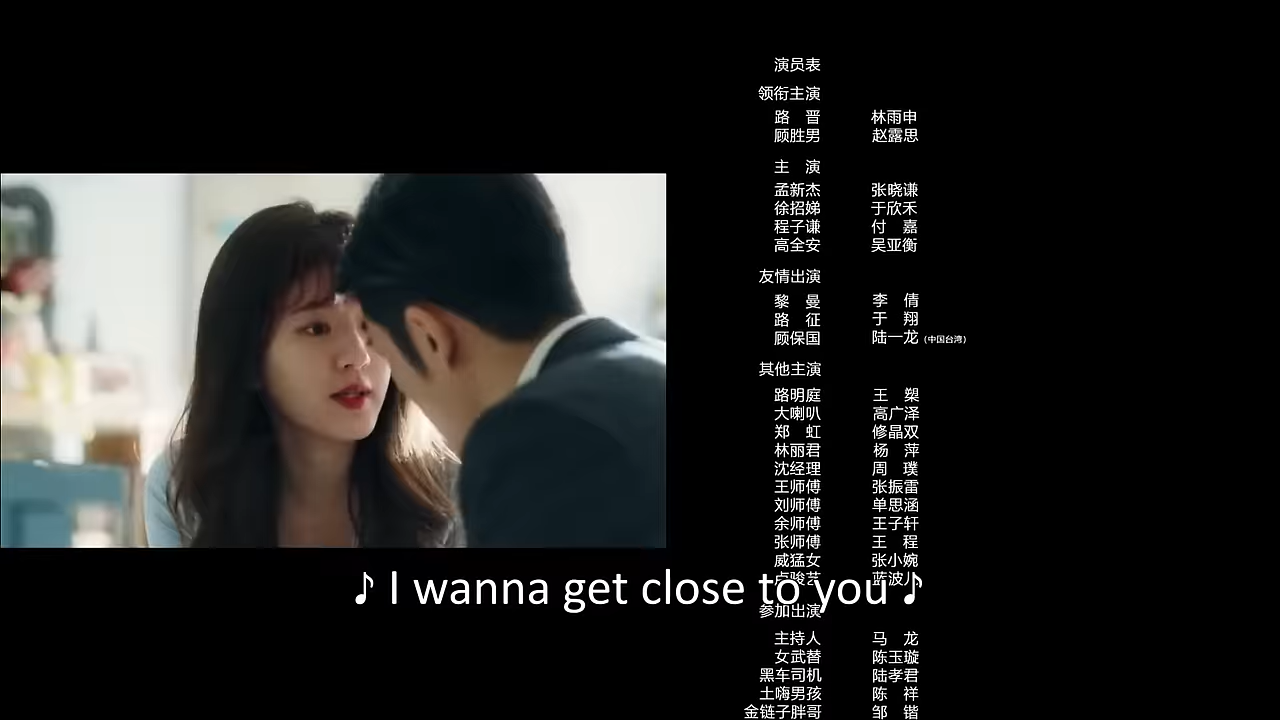 演员表
领衔主演
路 晋 林雨申
顾胜男 赵露思
主 演
孟新杰 张晓谦
徐招娣 于欣禾
程子谦 付 嘉
高全安 吴亚衡
友情出演
黎 曼 李 倩
路 征 于 翔
顾保国 陆一龙 (中国台湾)
其他主演
路明庭 王 槊
大喇叭 高广泽
郑 虹 修晶双
林丽君 杨 萍
沈经理 周 璞
王师傅 张振雷
刘师傅 单思涵
余师傅 王子轩
张师傅 王 程
威猛女 张小婉
卢骏艺 蓝波儿
♪ I wanna get close to you ♪
参加出演
主持人 马 龙
女武替 陈玉璇
黑车司机 陆孝君
土嗨男孩 陈 祥
金链子胖哥 邹 锴